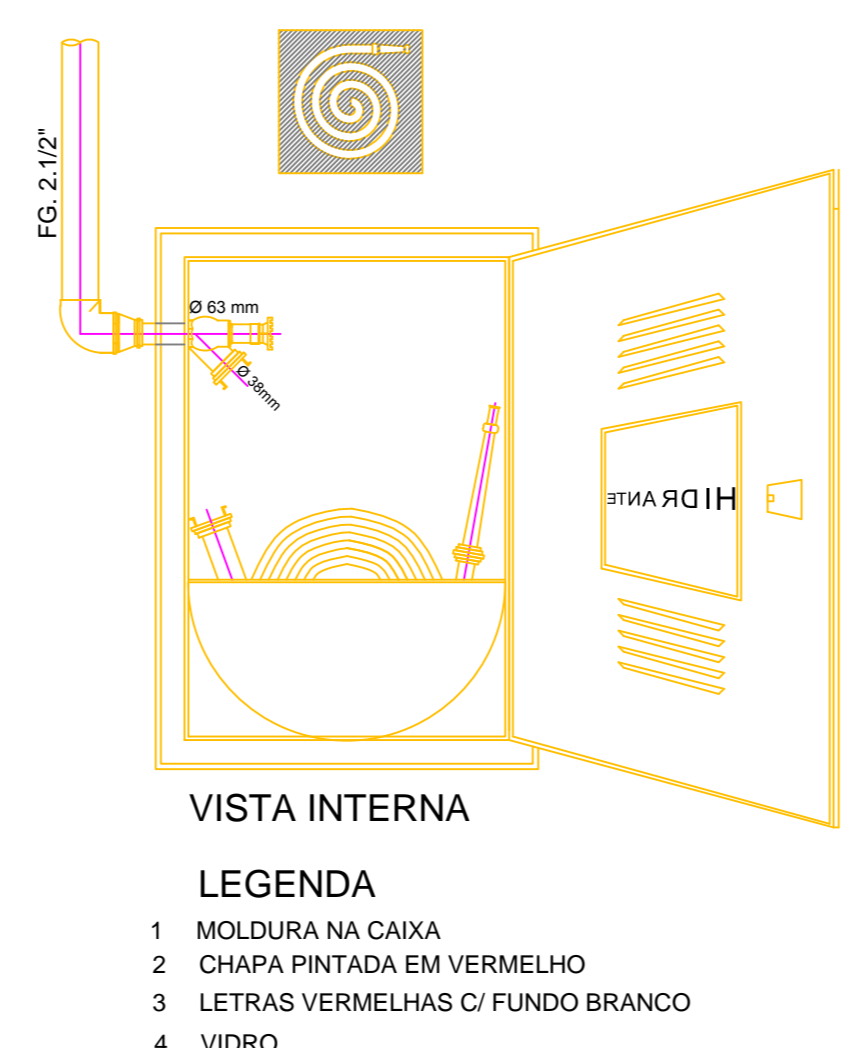 FG. 2.1/2"
Ø 63 mm
Ø 38mm
HIDRANTE
VISTA INTERNA
LEGENDA
1 MOLDURA NA CAIXA
2 CHAPA PINTADA EM VERMELHO
3 LETRAS VERMELHAS C/ FUNDO BRANCO
4 VIDRO